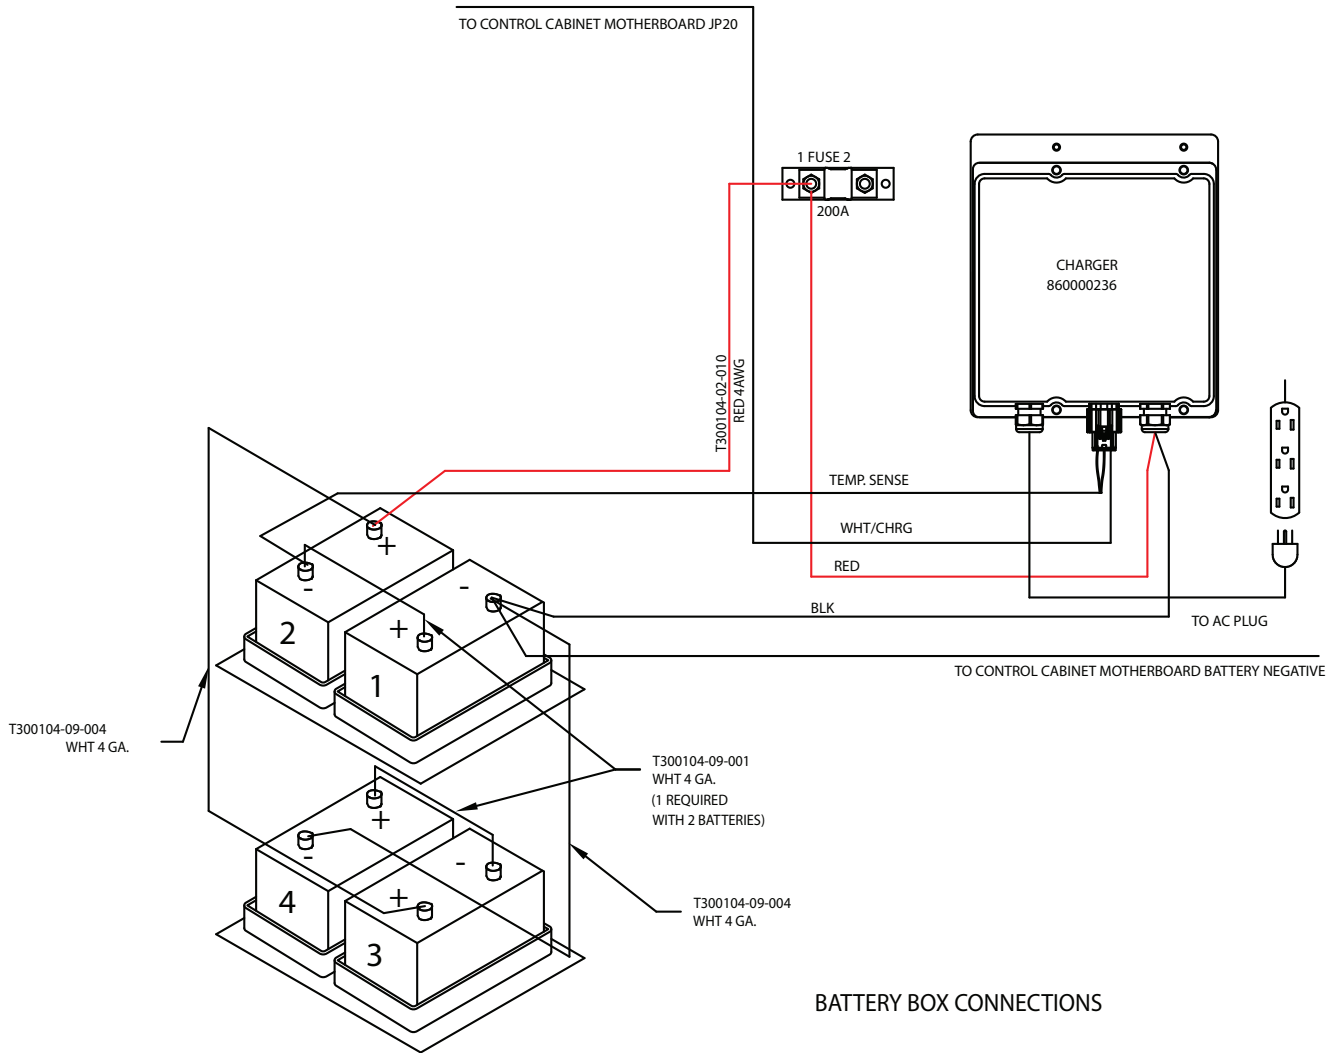 TO CONTROL CABINET MOTHERBOARD JP20
1 FUSE 2
200A
CHARGER
860000236
T300104-02-010
RED 4AWG
TEMP. SENSE
WHT/CHRG
RED
BLK
TO AC PLUG
TO CONTROL CABINET MOTHERBOARD BATTERY NEGATIVE
+
-
-
+
2
1
T300104-09-004
WHT 4 GA.
T300104-09-001
WHT 4 GA.
(1 REQUIRED
WITH 2 BATTERIES)
+
-
-
+
4
3
T300104-09-004
WHT 4 GA.
BATTERY BOX CONNECTIONS